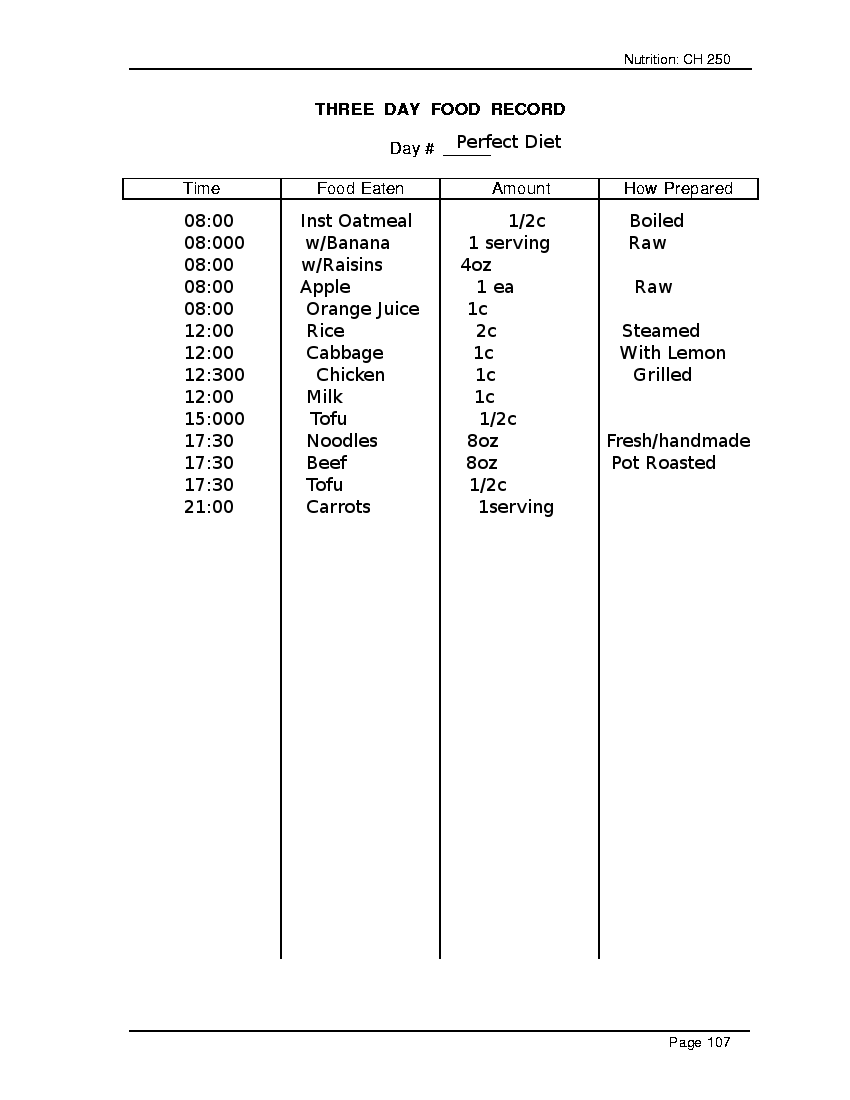 Nutrition: CH 250
THREE DAY FOOD RECORD
Day # ______ Perfect Diet
Time Food Eaten Amount How Prepared
08:00 Inst Oatmeal 1/2c Boiled
08:000 w/Banana 1 serving Raw
08:00 w/Raisins 4oz
08:00 Apple 1 ea Raw
08:00 Orange Juice 1c
12:00 Rice 2c Steamed
12:00 Cabbage 1c With Lemon
12:300 Chicken 1c Grilled
12:00 Milk 1c
15:000 Tofu 1/2c
17:30 Noodles 8oz Fresh/handmade
17:30 Beef 8oz Pot Roasted
17:30 Tofu 1/2c
21:00 Carrots 1serving
Page 107